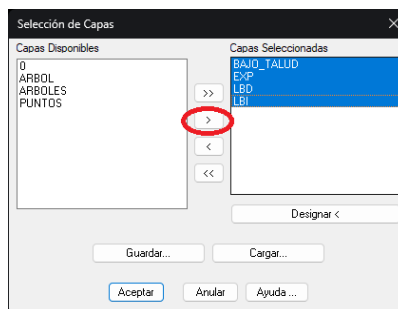 Selección de Capas
Capas Disponibles
0
ARBOL
ARBOLES
PUNTOS
>>
>
<
<<
Capas Seleccionadas
BAJO_TALUD
EXP
LBD
LBI
Designar <
Guardar...
Cargar...
Aceptar
Anular
Ayuda ...